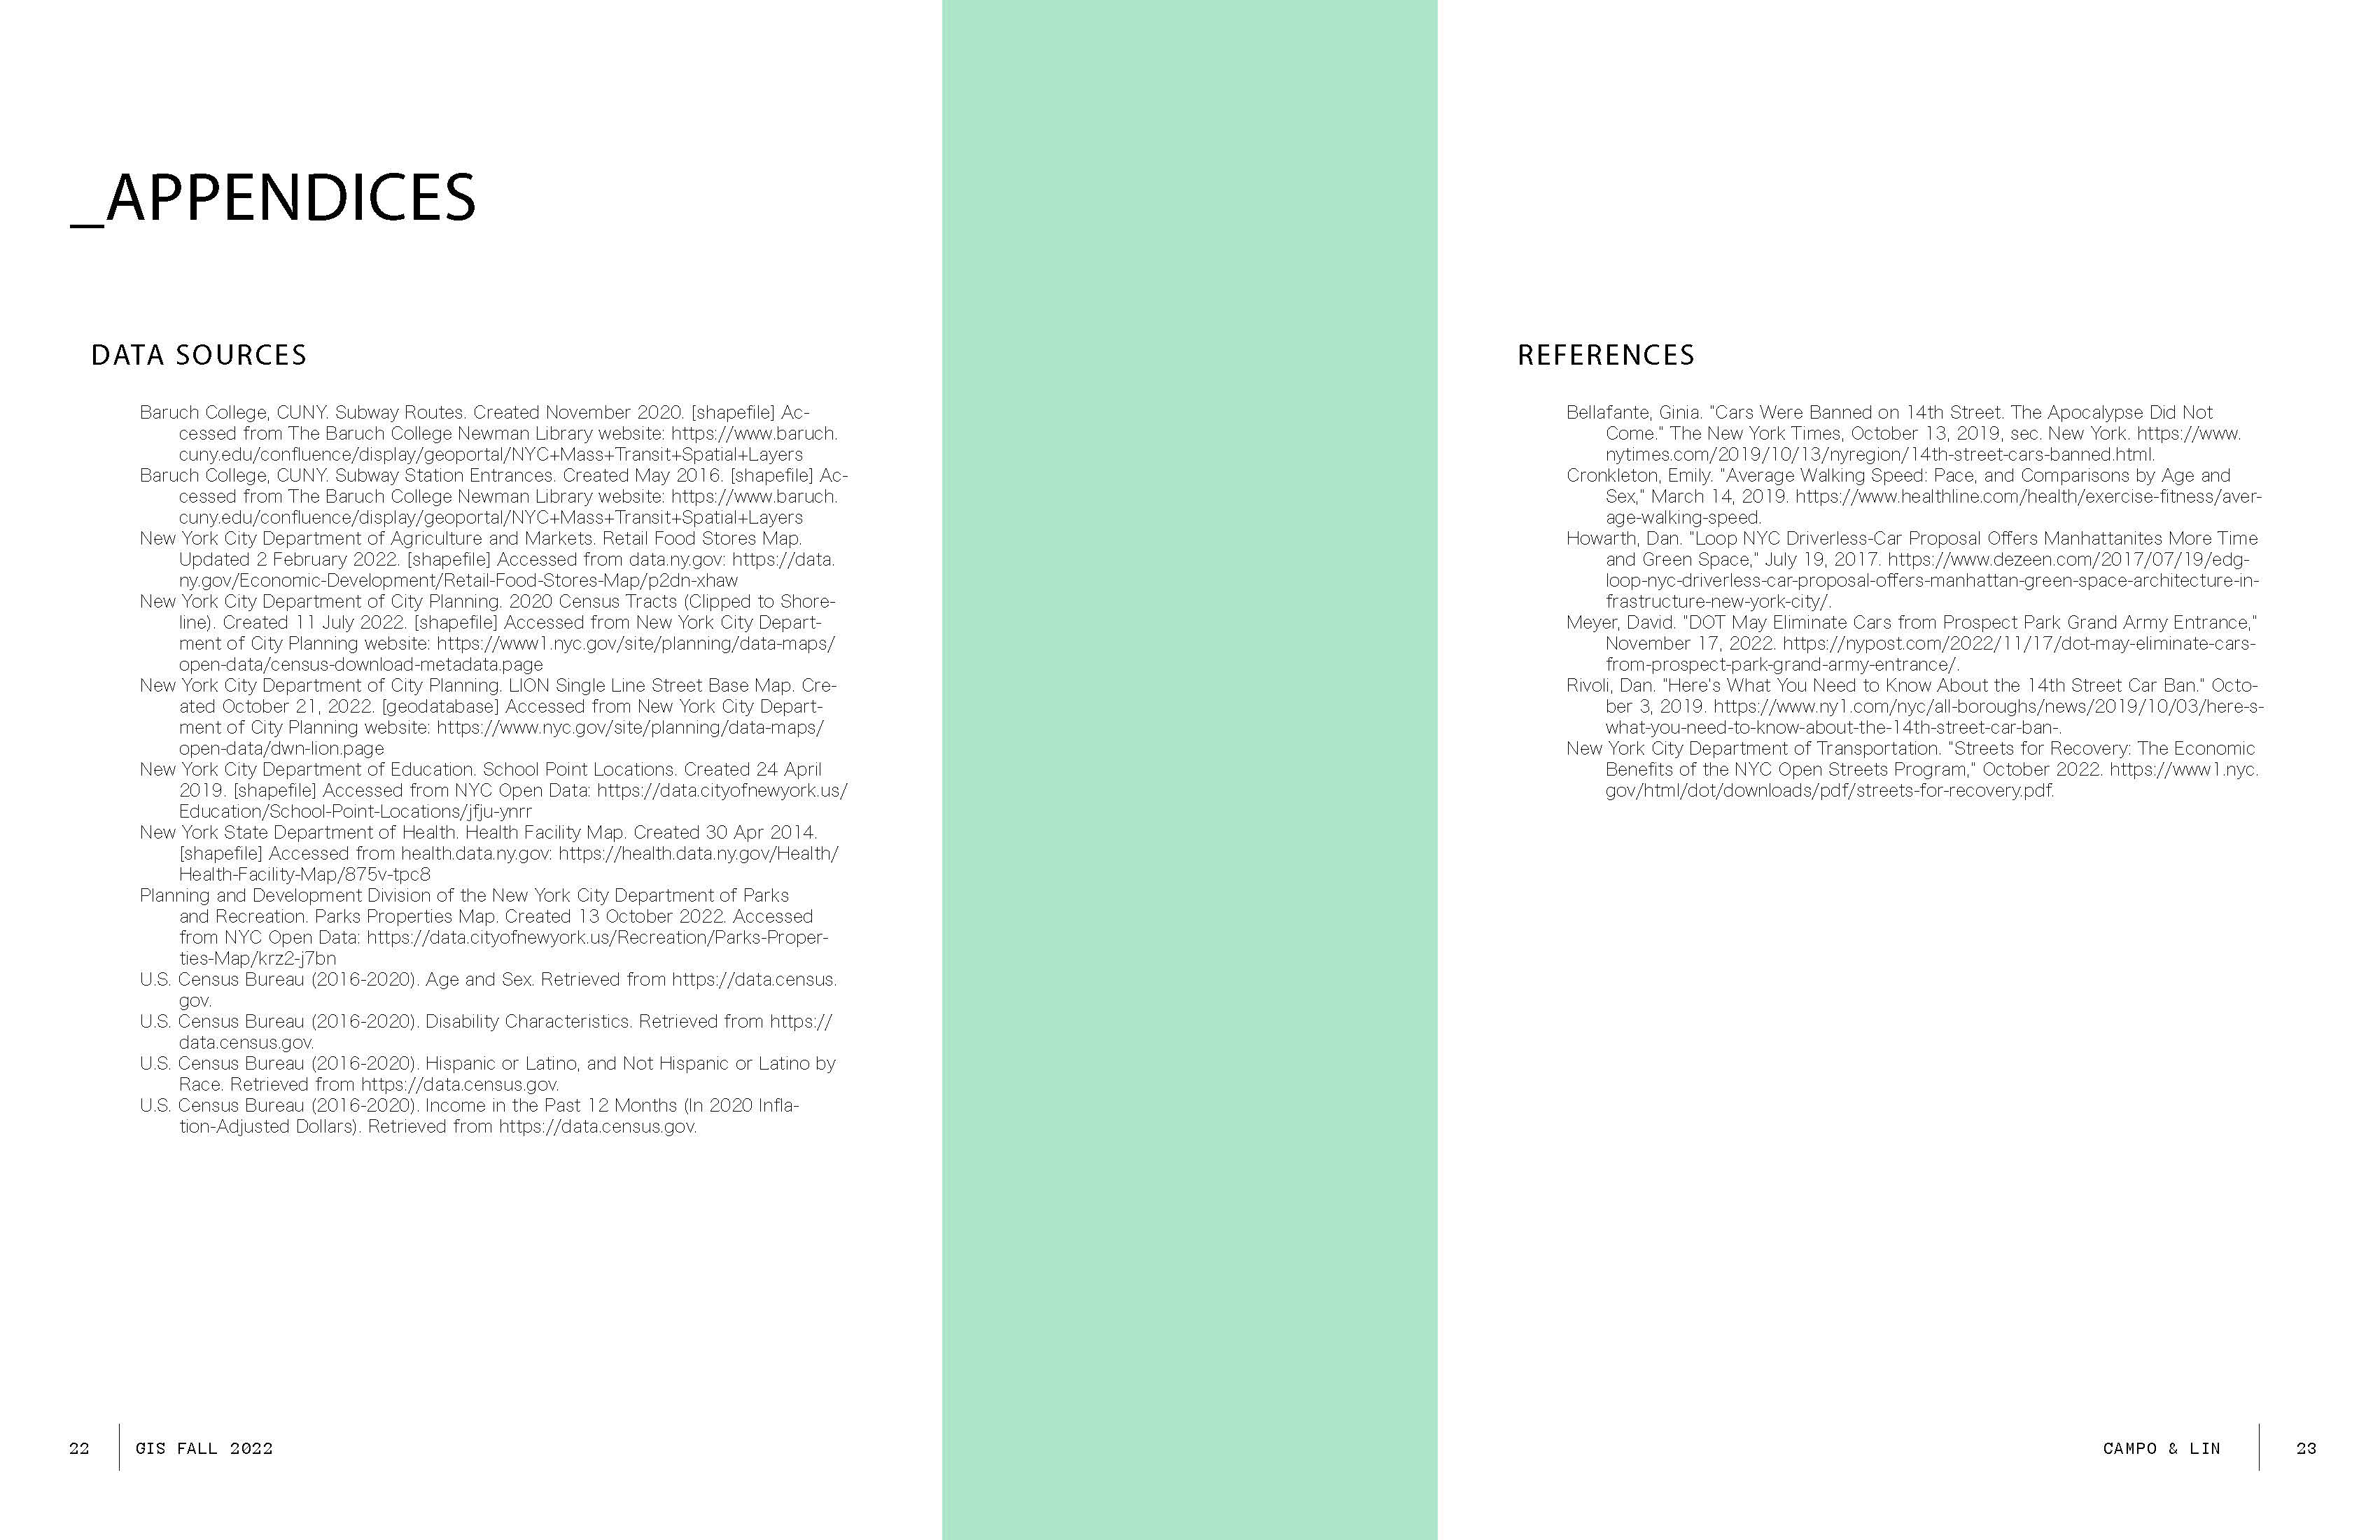 _APPENDICES
DATA SOURCES
Baruch College, CUNY. Subway Routes. Created November 2020. [shapefile] Ac-
cessed from The Baruch College Newman Library website: https://www.baruch.
cuny.edu/confluence/display/geoportal/NYC+Mass+Transit+Spatial+Layers
Baruch College, CUNY. Subway Station Entrances. Created May 2016. [shapefile] Ac-
cessed from The Baruch College Newman Library website: https://www.baruch.
cuny.edu/confluence/display/geoportal/NYC+Mass+Transit+Spatial+Layers
New York City Department of Agriculture and Markets. Retail Food Stores Map.
Updated 2 February 2022. [shapefile] Accessed from data.ny.gov: https://data.
ny.gov/Economic-Development/Retail-Food-Stores-Map/p2dn-xhaw
New York City Department of City Planning. 2020 Census Tracts (Clipped to Shore-
line). Created 11 July 2022. [shapefile] Accessed from New York City Depart-
ment of City Planning website: https://www1.nyc.gov/site/planning/data-maps/
open-data/census-download-metadata.page
New York City Department of City Planning. LION Single Line Street Base Map. Cre-
ated October 21, 2022. [geodatabase] Accessed from New York City Depart-
ment of City Planning website: https://www.nyc.gov/site/planning/data-maps/
open-data/dwn-lion.page
New York City Department of Education. School Point Locations. Created 24 April
2019. [shapefile] Accessed from NYC Open Data: https://data.cityofnewyork.us/
Education/School-Point-Locations/jfju-ynrr
New York State Department of Health. Health Facility Map. Created 30 Apr 2014.
[shapefile] Accessed from health.data.ny.gov: https://health.data.ny.gov/Health/
Health-Facility-Map/875v-tpc8
Planning and Development Division of the New York City Department of Parks
and Recreation. Parks Properties Map. Created 13 October 2022. Accessed
from NYC Open Data: https://data.cityofnewyork.us/Recreation/Parks-Proper-
ties-Map/krz2-j7bn
U.S. Census Bureau (2016-2020). Age and Sex. Retrieved from https://data.census.
gov.
U.S. Census Bureau (2016-2020). Disability Characteristics. Retrieved from https://
data.census.gov.
U.S. Census Bureau (2016-2020). Hispanic or Latino, and Not Hispanic or Latino by
Race. Retrieved from https://data.census.gov.
U.S. Census Bureau (2016-2020). Income in the Past 12 Months (In 2020 Infla-
tion-Adjusted Dollars). Retrieved from https://data.census.gov.
22
GIS FALL 2022
REFERENCES
Bellafante, Ginia. "Cars Were Banned on 14th Street. The Apocalypse Did Not
Come." The New York Times, October 13, 2019, sec. New York. https://www.
nytimes.com/2019/10/13/nyregion/14th-street-cars-banned.html.
Cronkleton, Emily. "Average Walking Speed: Pace, and Comparisons by Age and
Sex," March 14, 2019. https://www.healthline.com/health/exercise-fitness/aver-
age-walking-speed.
Howarth, Dan. "Loop NYC Driverless-Car Proposal Offers Manhattanites More Time
and Green Space," July 19, 2017. https://www.dezeen.com/2017/07/19/edg-
loop-nyc-driverless-car-proposal-offers-manhattan-green-space-architecture-in-
frastructure-new-york-city/.
Meyer, David. "DOT May Eliminate Cars from Prospect Park Grand Army Entrance,"
November 17, 2022. https://nypost.com/2022/11/17/dot-may-eliminate-cars-
from-prospect-park-grand-army-entrance/.
Rivoli, Dan. "Here's What You Need to Know About the 14th Street Car Ban." Octo-
ber 3, 2019. https://www.ny1.com/nyc/all-boroughs/news/2019/10/03/here-s-
what-you-need-to-know-about-the-14th-street-car-ban-.
New York City Department of Transportation. "Streets for Recovery: The Economic
Benefits of the NYC Open Streets Program," October 2022. https://www1.nyc.
gov/html/dot/downloads/pdf/streets-for-recovery.pdf.
CAMPO & LIN
23